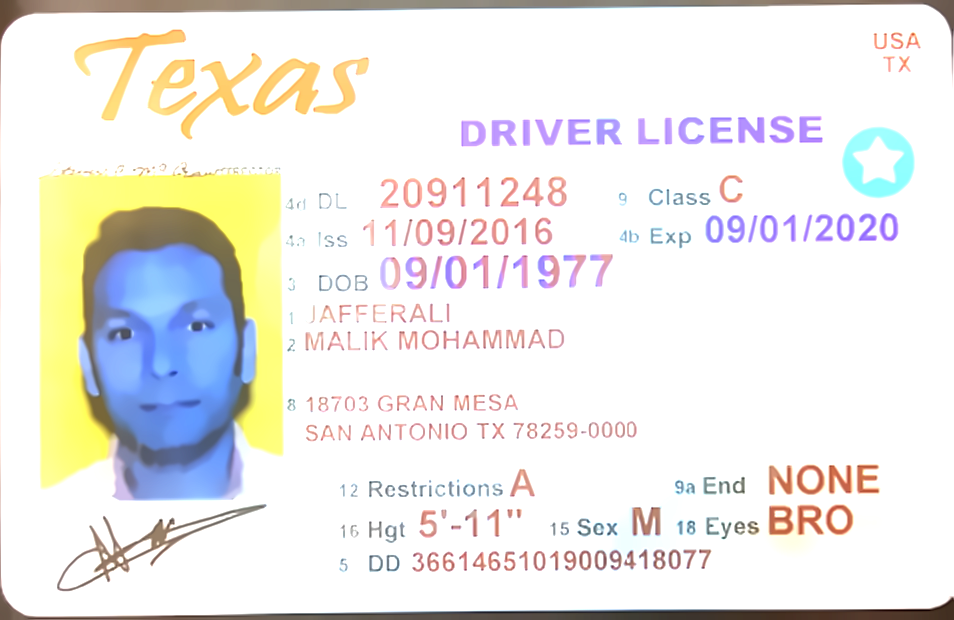 Texas
USA
TX
DRIVER LICENSE
4d DL 20911248 9 Class C
4a Iss 11/09/2016 4b Exp 09/01/2020
3 DOB 09/01/1977
1 JAFFERALI
2 MALIK MOHAMMAD
8 18703 GRAN MESA
SAN ANTONIO TX 78259-0000
12 Restrictions A 9a End NONE
16 Hgt 5'-11" 15 Sex M 18 Eyes BRO
5 DD 36614651019009418077